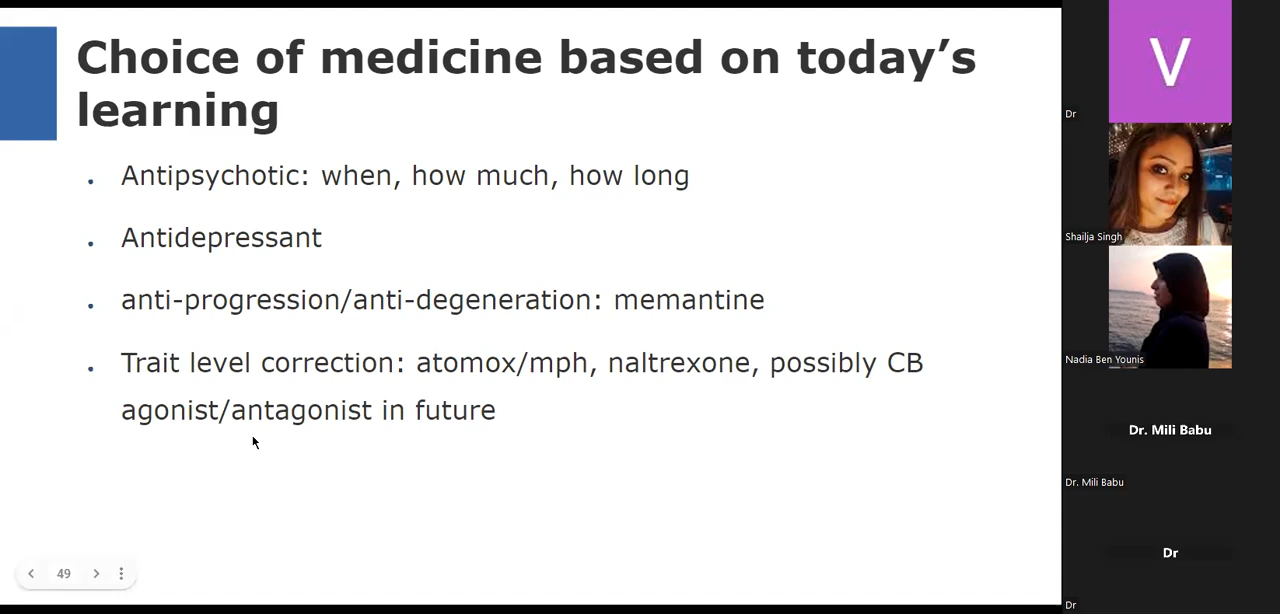 Choice of medicine based on today's
learning
Antipsychotic: when, how much, how long
Antidepressant
anti-progression/anti-degeneration: memantine
Trait level correction: atomox/mph, naltrexone, possibly CB
agonist/antagonist in future
49
V
Dr
Shailja Singh
Nadia Ben Younis
Dr. Mili Babu
Dr. Mili Babu
Dr
Dr